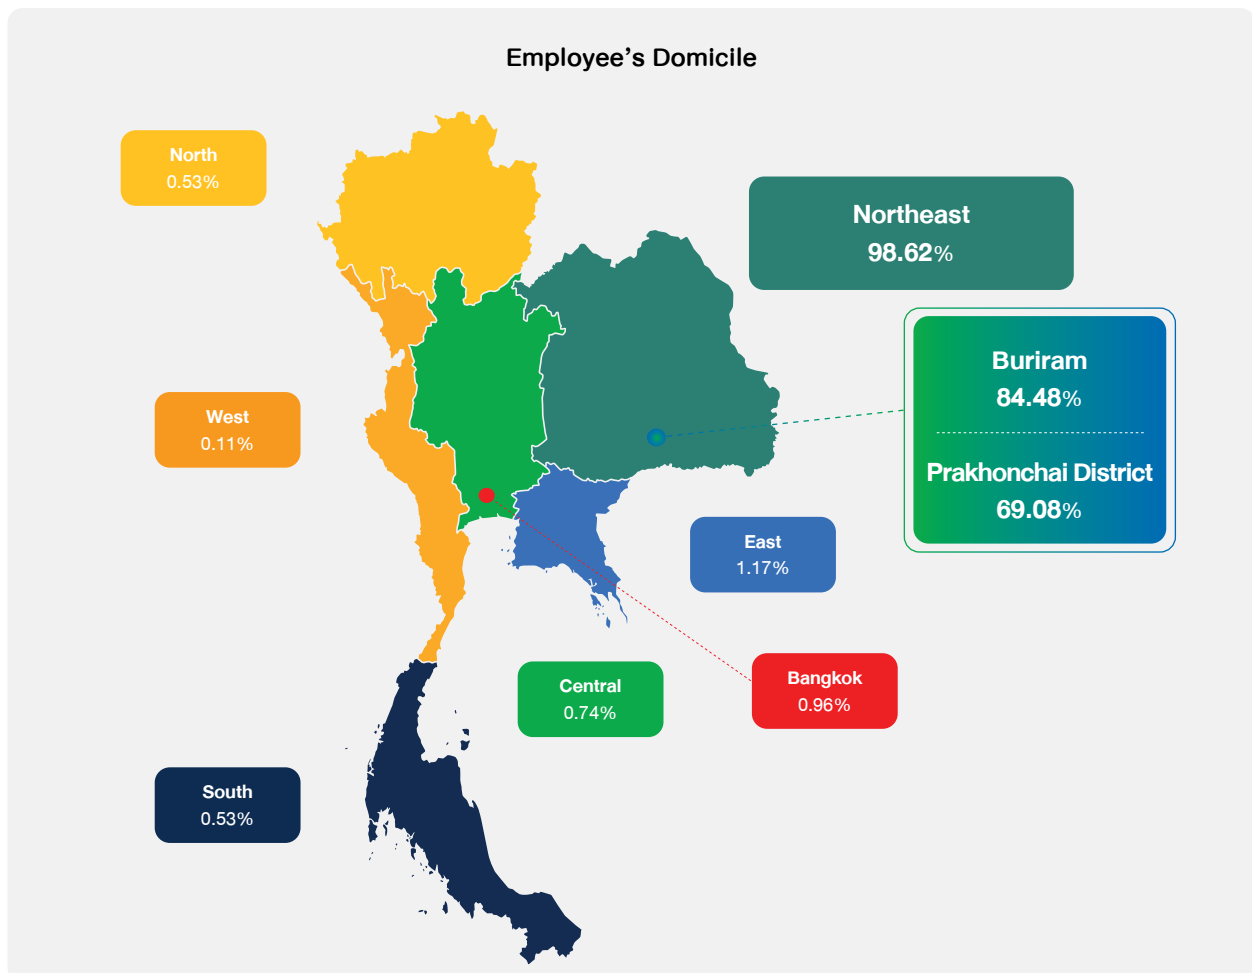 Employee's Domicile
North
0.53%
Northeast
98.62%
Buriram
84.48%
Prakhonchai District
69.08%
West
0.11%
East
1.17%
Central
0.74%
Bangkok
0.96%
South
0.53%